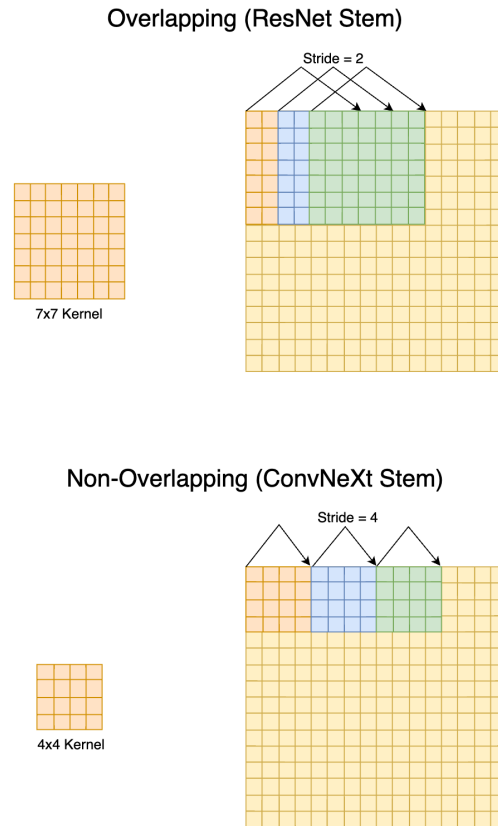 Overlapping (ResNet Stem)
Stride = 2
7x7 Kernel
Non-Overlapping (ConvNeXt Stem)
Stride = 4
4x4 Kernel